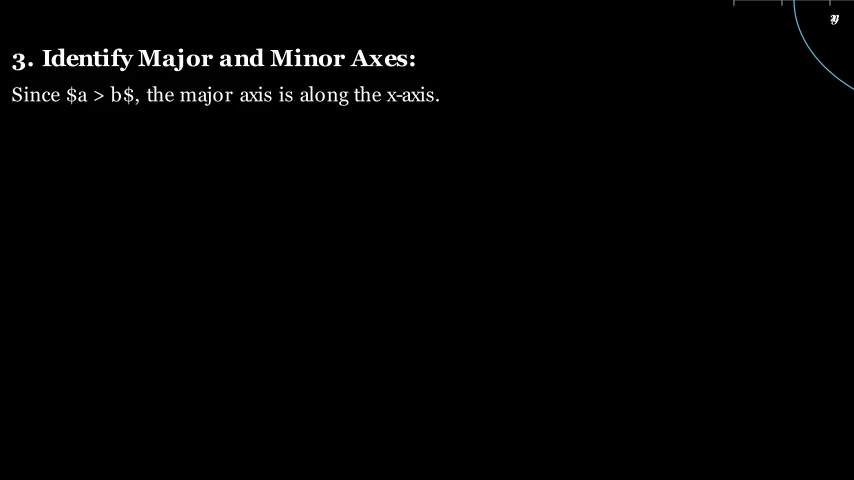 3. Identify Major and Minor Axes:
Since $a > b$, the major axis is along the x-axis.